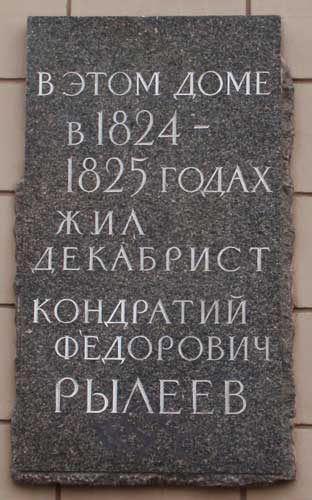 В ЭТОМ ДОМЕ
В 1824 -
1825 ГОДАХ
ЖИЛ
ДЕКАБРИСТ
КОНДРАТИЙ
ФЕДОРОВИЧ
РЫЛЕЕВ